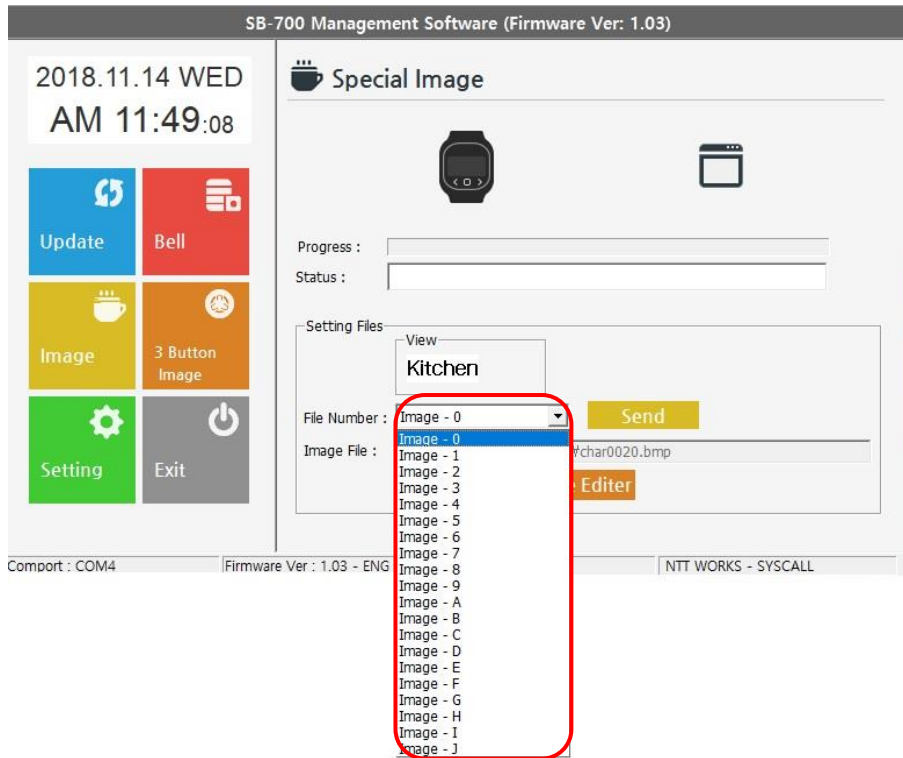 SB-700 Management Software (Firmware Ver: 1.03)
2018.11.14 WED
AM 11:49:08
Update
Bell
Image
3 Button
Image
Setting
Exit
Special Image
Progress :
Status :
Setting Files
View
Kitchen
File Number :
Image - 0
Send
Image File :
#char0020.bmp
Editer
Image - 0
Image - 1
Image - 2
Image - 3
Image - 4
Image - 5
Image - 6
Image - 7
Image - 8
Image - 9
Image - A
Image - B
Image - C
Image - D
Image - E
Image - F
Image - G
Image - H
Image - I
Image - J
Comport : COM4
Firmware Ver : 1.03 - ENG
NTT WORKS - SYSCALL